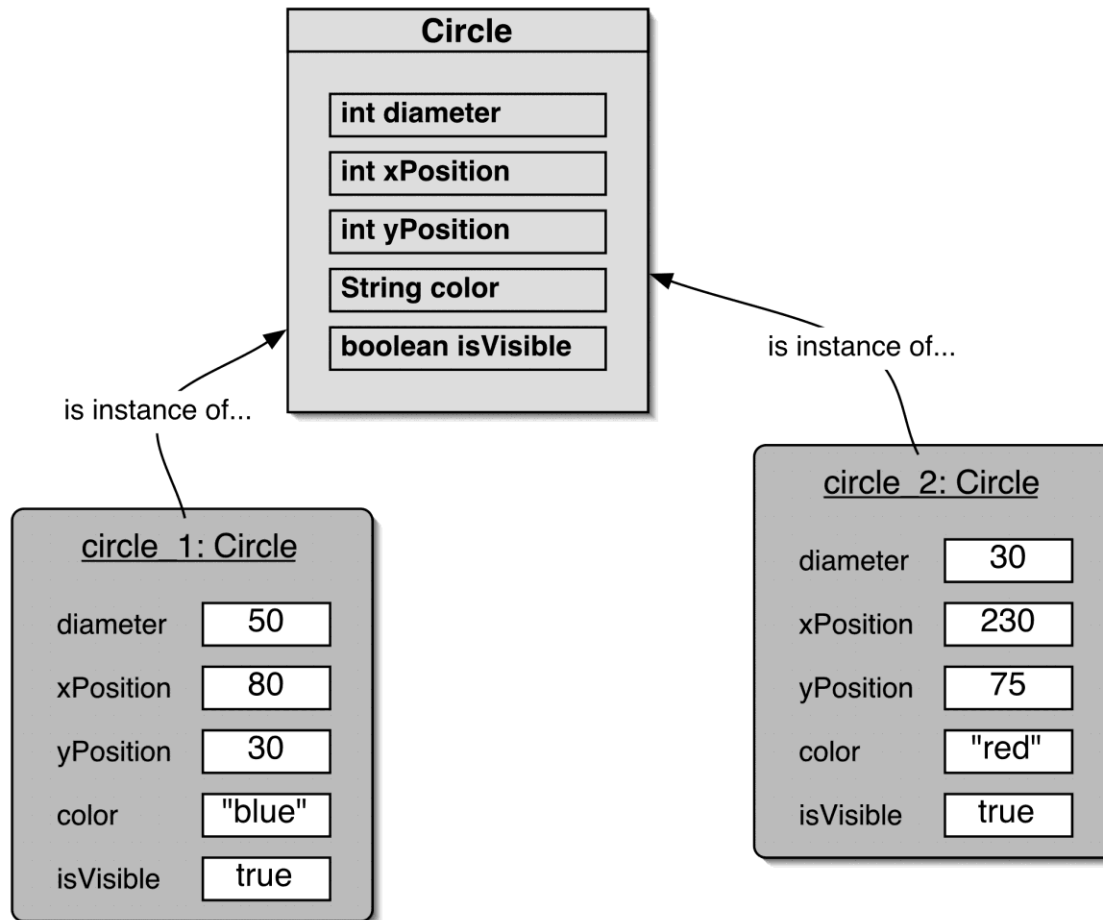 Circle
int diameter
int xPosition
int yPosition
String color
boolean isVisible
is instance of...
is instance of...
circle_1: Circle
diameter 50
xPosition 80
yPosition 30
color "blue"
isVisible true
circle_2: Circle
diameter 30
xPosition 230
yPosition 75
color "red"
isVisible true